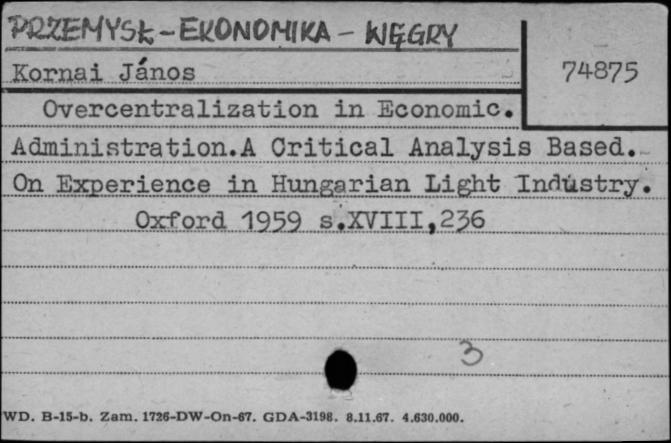 PRZEMYSŁ - EKONOMIKA - WĘGRY
Kornai János
74875
Overcentralization in Economic.
Administration.A Critical Analysis Based.
On Experience in Hungarian Light Industry.
Oxford 1959 s.XVIII,236
3
WD. B-15-b. Zam. 1726-DW-On-67. GDA-3198. 8.11.67. 4.630.000.